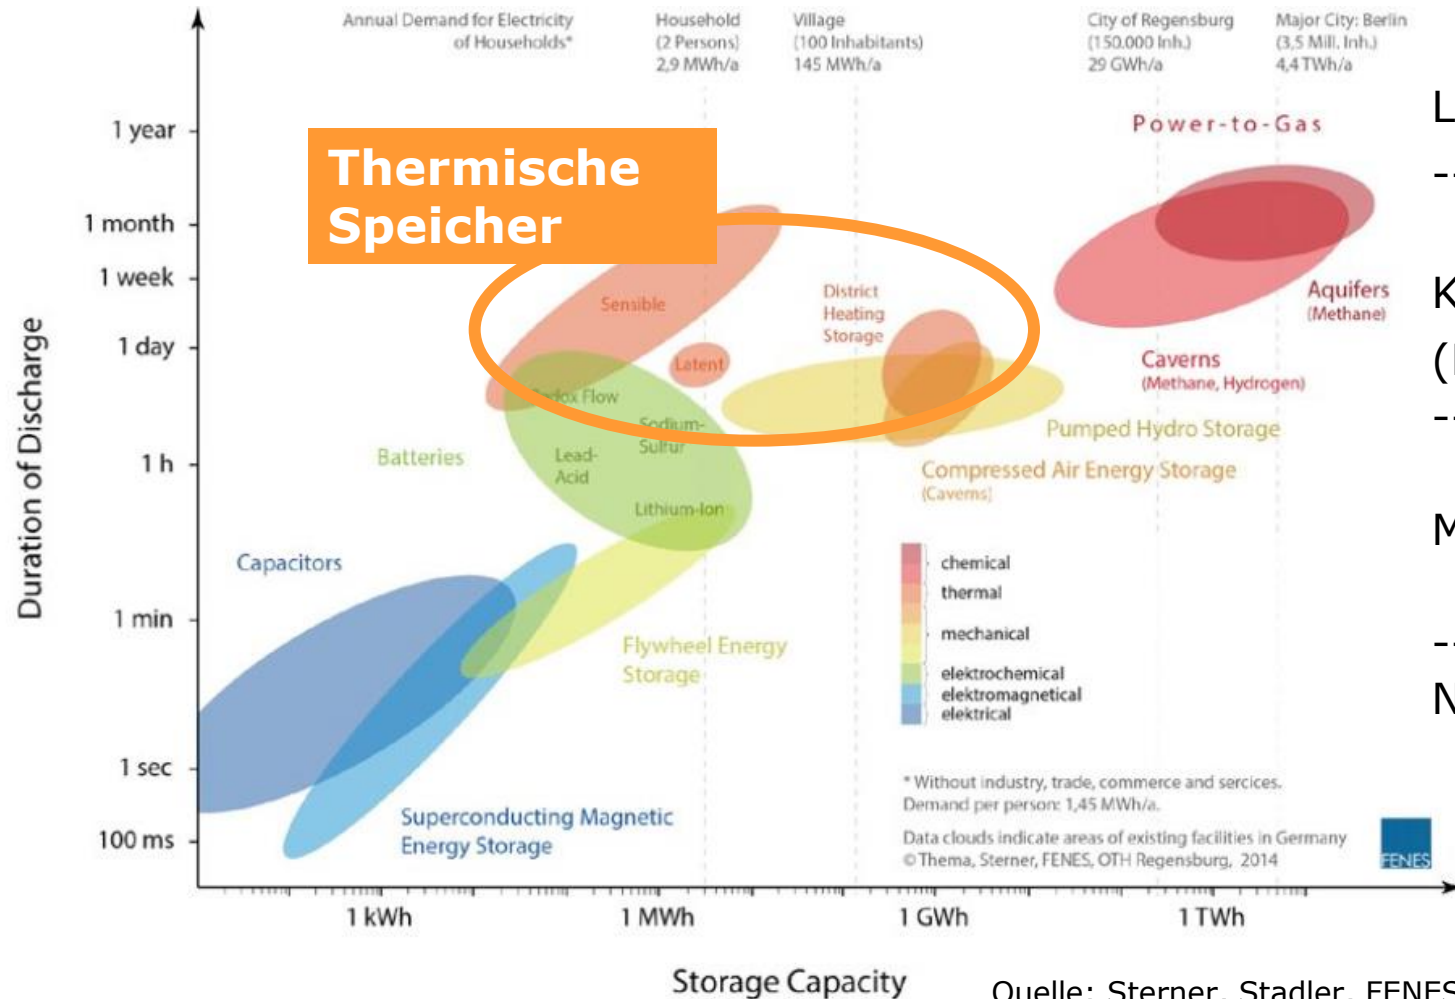 Annual Demand for Electricity
of Households*
Household
(2 Persons)
2,9 MWh/a
Village
(100 Inhabitants)
145 MWh/a
City of Regensburg
(150.000 Inh.)
29 GWh/a
Major City: Berlin
(3,5 Mill. Inh.)
4,4 TWh/a
Duration of Discharge
1 year
1 month
1 week
1 day
1 h
1 min
1 sec
100 ms
Thermische
Speicher
Power-to-Gas
Sensible
District
Heating
Storage
Aquifers
(Methane)
Latent
Caverns
(Methane, Hydrogen)
Redox Flow
Sodium-
Sulfur
Pumped Hydro Storage
Batteries
Lead-
Acid
Compressed Air Energy Storage
(Caverns)
Lithium-Ion
Capacitors
chemical
thermal
mechanical
elektrochemical
elektromagnetical
elektrical
Flywheel Energy
Storage
Superconducting Magnetic
Energy Storage
* Without industry, trade, commerce and sercices.
Demand per person: 1,45 MWh/a.
Data clouds indicate areas of existing facilities in Germany
© Thema, Sterner, FENES, OTH Regensburg, 2014
FENES
1 kWh
1 MWh
1 GWh
1 TWh
Storage Capacity
Quelle: Sterner, Stadler, FENES
L
--
K
(
--
M
--
N